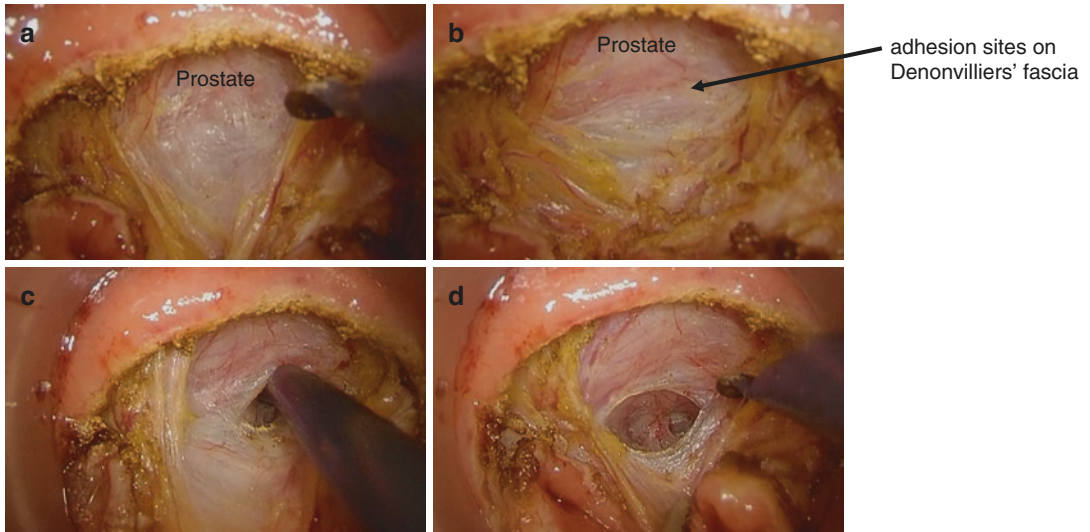 a
Prostate
b
Prostate
adhesion sites on
Denonvilliers' fascia
c
d